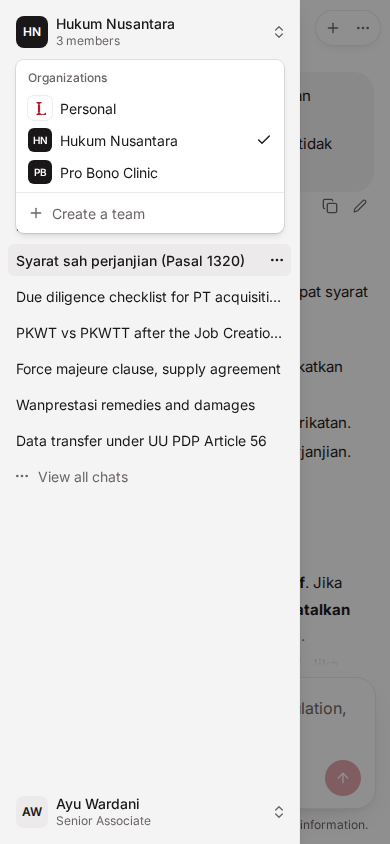 HN
Hukum Nusantara
3 members
Organizations
L Personal
HN Hukum Nusantara
PB Pro Bono Clinic
Create a team
Syarat sah perjanjian (Pasal 1320)
Due diligence checklist for PT acquisiti...
PKWT vs PKWTT after the Job Creatio...
Force majeure clause, supply agreement
Wanprestasi remedies and damages
Data transfer under UU PDP Article 56
View all chats
AW
Ayu Wardani
Senior Associate
tidak
pat syarat
katkan
rikatan.
rjanjian.
f. Jika
atalkan
lation,
information.